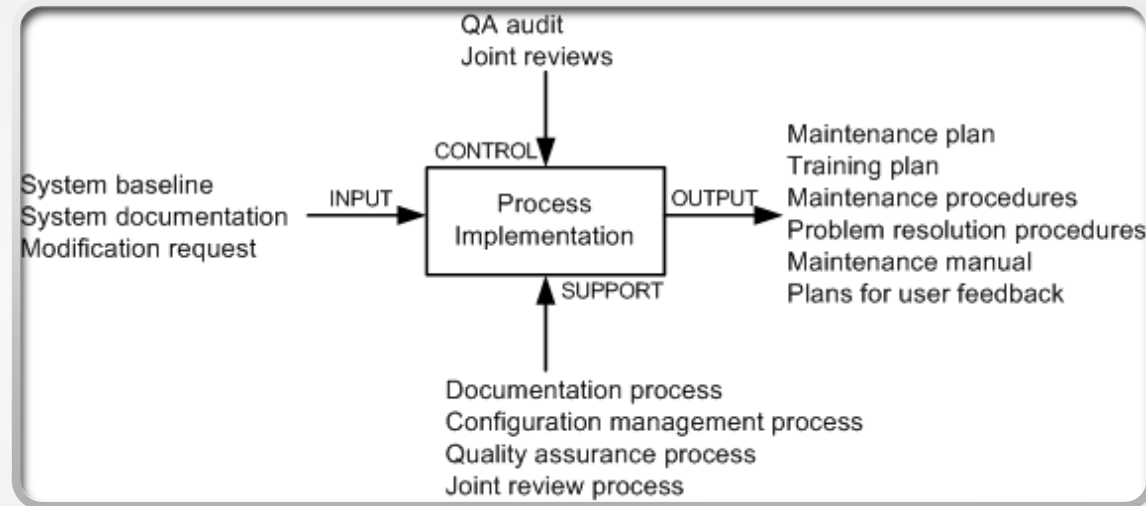 QA audit
Joint reviews
CONTROL
System baseline
System documentation
Modification request
INPUT
Process
Implementation
OUTPUT
Maintenance plan
Training plan
Maintenance procedures
Problem resolution procedures
Maintenance manual
Plans for user feedback
SUPPORT
Documentation process
Configuration management process
Quality assurance process
Joint review process